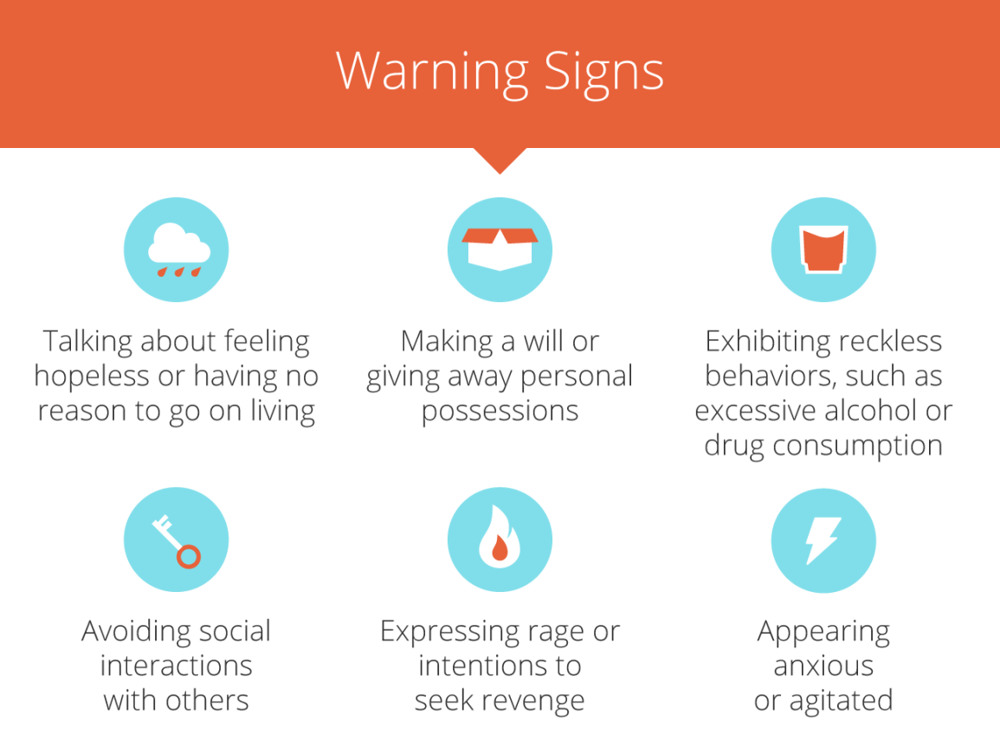 Warning Signs
Talking about feeling
hopeless or having no
reason to go on living
Making a will or
giving away personal
possessions
Exhibiting reckless
behaviors, such as
excessive alcohol or
drug consumption
Avoiding social
interactions
with others
Expressing rage or
intentions to
seek revenge
Appearing
anxious
or agitated